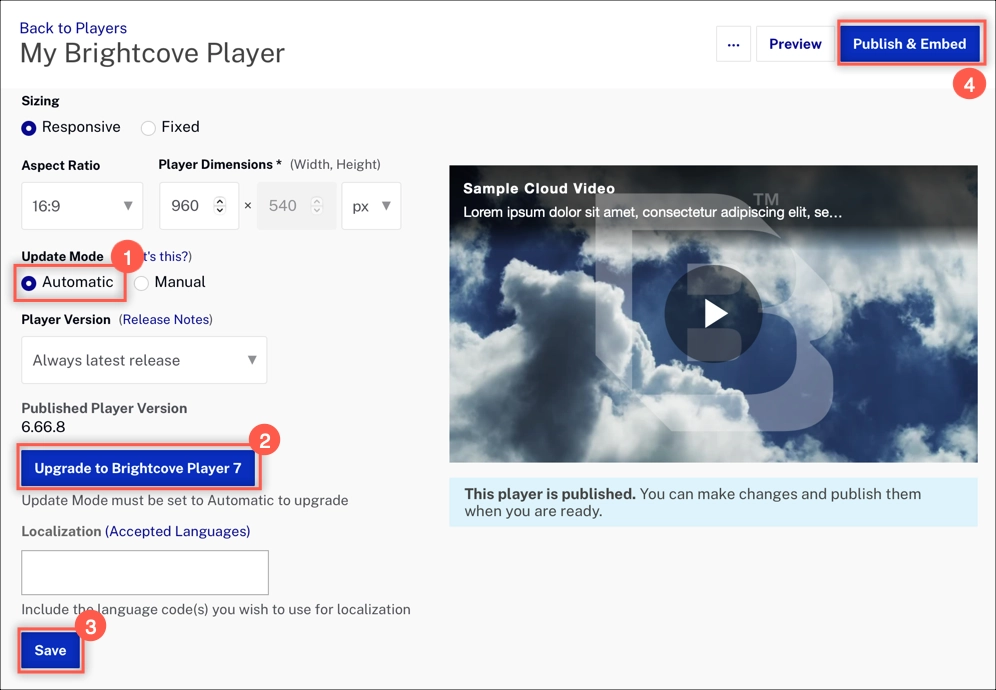 Back to Players
My Brightcove Player
...
Preview
Publish & Embed
4
Sizing
Responsive
Fixed
Aspect Ratio
Player Dimensions * (Width, Height)
16:9
960
×
540
px
Update Mode
1
t's this?)
Automatic
Manual
Player Version (Release Notes)
Always latest release
Published Player Version
6.66.8
2
Upgrade to Brightcove Player 7
Update Mode must be set to Automatic to upgrade
Localization (Accepted Languages)
Include the language code(s) you wish to use for localization
3
Save
Sample Cloud Video
TM
Lorem ipsum dolor sit amet, consectetur adipiscing elit, se...
B
This player is published. You can make changes and publish them
when you are ready.